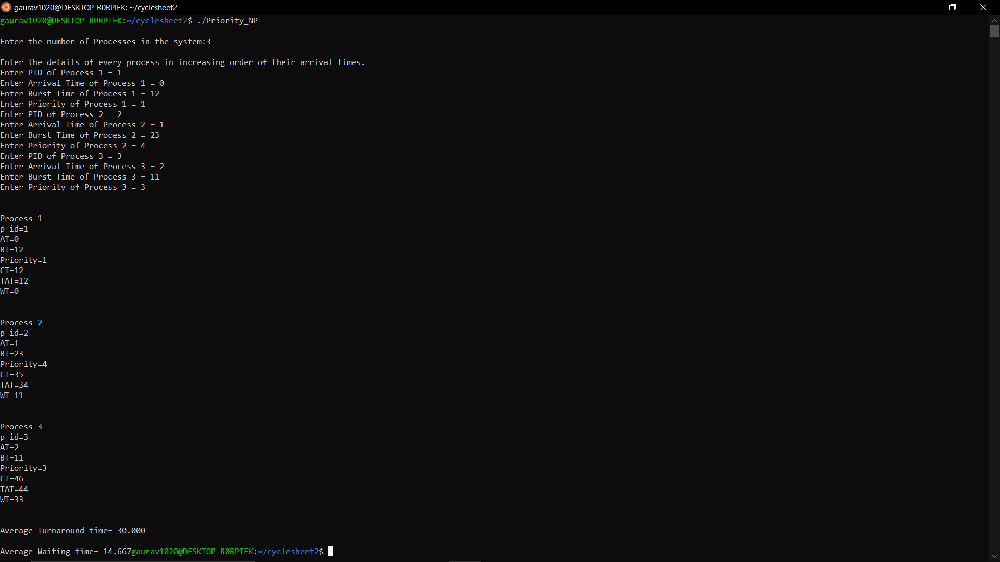 gaurav1020@DESKTOP-R0RPIEK: ~/cyclesheet2
gaurav1020@DESKTOP-R0RPIEK:~/cyclesheet2$ ./Priority_NP
Enter the number of Processes in the system:3
Enter the details of every process in increasing order of their arrival times.
Enter PID of Process 1 = 1
Enter Arrival Time of Process 1 = 0
Enter Burst Time of Process 1 = 12
Enter Priority of Process 1 = 1
Enter PID of Process 2 = 2
Enter Arrival Time of Process 2 = 1
Enter Burst Time of Process 2 = 23
Enter Priority of Process 2 = 4
Enter PID of Process 3 = 3
Enter Arrival Time of Process 3 = 2
Enter Burst Time of Process 3 = 11
Enter Priority of Process 3 = 3
Process 1
p_id=1
AT=0
BT=12
Priority=1
CT=12
TAT=12
WT=0
Process 2
p_id=2
AT=1
BT=23
Priority=4
CT=35
TAT=34
WT=11
Process 3
p_id=3
AT=2
BT=11
Priority=3
CT=46
TAT=44
WT=33
Average Turnaround time= 30.000
Average Waiting time= 14.667gaurav1020@DESKTOP-R0RPIEK:~/cyclesheet2$